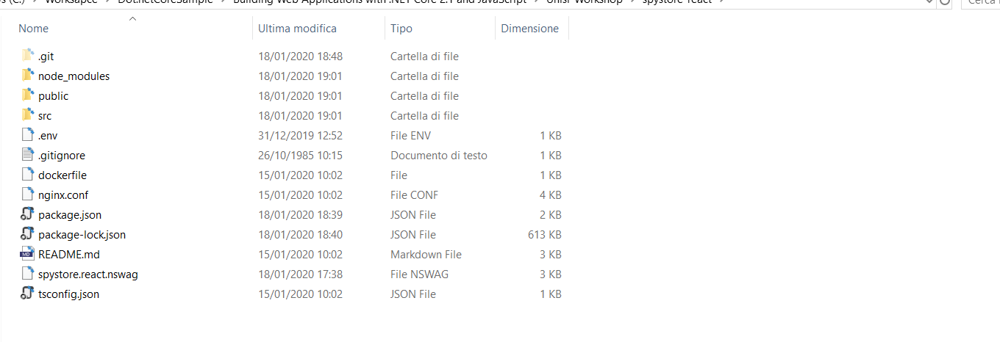 (C:) > Worksapce > Dot.netCoreSample > Building Web Applications with .NET Core 2.1 and JavaScript > Unisi-Workshop > spystore-react > Cerca
Nome Ultima modifica Tipo Dimensione
.git 18/01/2020 18:48 Cartella di file
node_modules 18/01/2020 19:01 Cartella di file
public 18/01/2020 19:01 Cartella di file
src 18/01/2020 19:01 Cartella di file
.env 31/12/2019 12:52 File ENV 1 KB
.gitignore 26/10/1985 10:15 Documento di testo 1 KB
dockerfile 15/01/2020 10:02 File 1 KB
nginx.conf 15/01/2020 10:02 File CONF 4 KB
package.json 18/01/2020 18:39 JSON File 2 KB
package-lock.json 18/01/2020 18:40 JSON File 613 KB
README.md 15/01/2020 10:02 Markdown File 3 KB
spystore.react.nswag 18/01/2020 17:38 File NSWAG 3 KB
tsconfig.json 15/01/2020 10:02 JSON File 1 KB